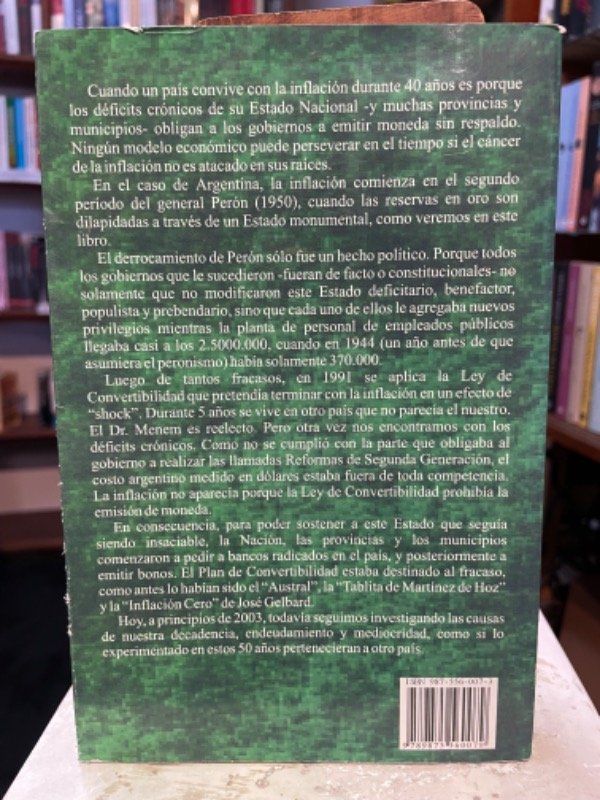 Cuando un país convive con la inflación durante 40 años es porque
los déficits crónicos de su Estado Nacional -y muchas provincias y
municipios- obligan a los gobiernos a emitir moneda sin respaldo.
Ningún modelo económico puede perseverar en el tiempo si el cáncer
de la inflación no es atacado en sus raíces.
En el caso de Argentina, la inflación comienza en el segundo
período del general Perón (1950), cuando las reservas en oro son
dilapidadas a través de un Estado monumental, como veremos en este
libro.
El derrocamiento de Perón sólo fue un hecho político. Porque todos
los gobiernos que le sucedieron -fueran de facto o constitucionales- no
solamente que no modificaron este Estado deficitario, benefactor,
populista y prebendario, sino que cada uno de ellos le agregaba nuevos
privilegios mientras la planta de personal de empleados públicos
llegaba casi a los 2.5000.000, cuando en 1944 (un año antes de que
asumiera el peronismo) había solamente 370.000.
Luego de tantos fracasos, en 1991 se aplica la Ley de
Convertibilidad que pretendía terminar con la inflación en un efecto de
“shock”. Durante 5 años se vive en otro país que no parecía el nuestro.
El Dr. Menem es reelecto. Pero otra vez nos encontramos con los
déficits crónicos. Como no se cumplió con la parte que obligaba al
gobierno a realizar las llamadas Reformas de Segunda Generación, el
costo argentino medido en dólares estaba fuera de toda competencia.
La inflación no aparecía porque la Ley de Convertibilidad prohibía la
emisión de moneda.
En consecuencia, para poder sostener a este Estado que seguía
siendo insaciable, la Nación, las provincias y los municipios
comenzaron a pedir a bancos radicados en el país, y posteriormente a
emitir bonos. El Plan de Convertibilidad estaba destinado al fracaso,
como antes lo habían sido el “Austral”, la “Tablita de Martínez de Hoz”
y la “Inflación Cero” de José Gelbard.
Hoy, a principios de 2003, todavía seguimos investigando las causas
de nuestra decadencia, endeudamiento y mediocridad, como si lo
experimentado en estos 50 años pertenecieran a otro país.
ISBN 987-556-007-3